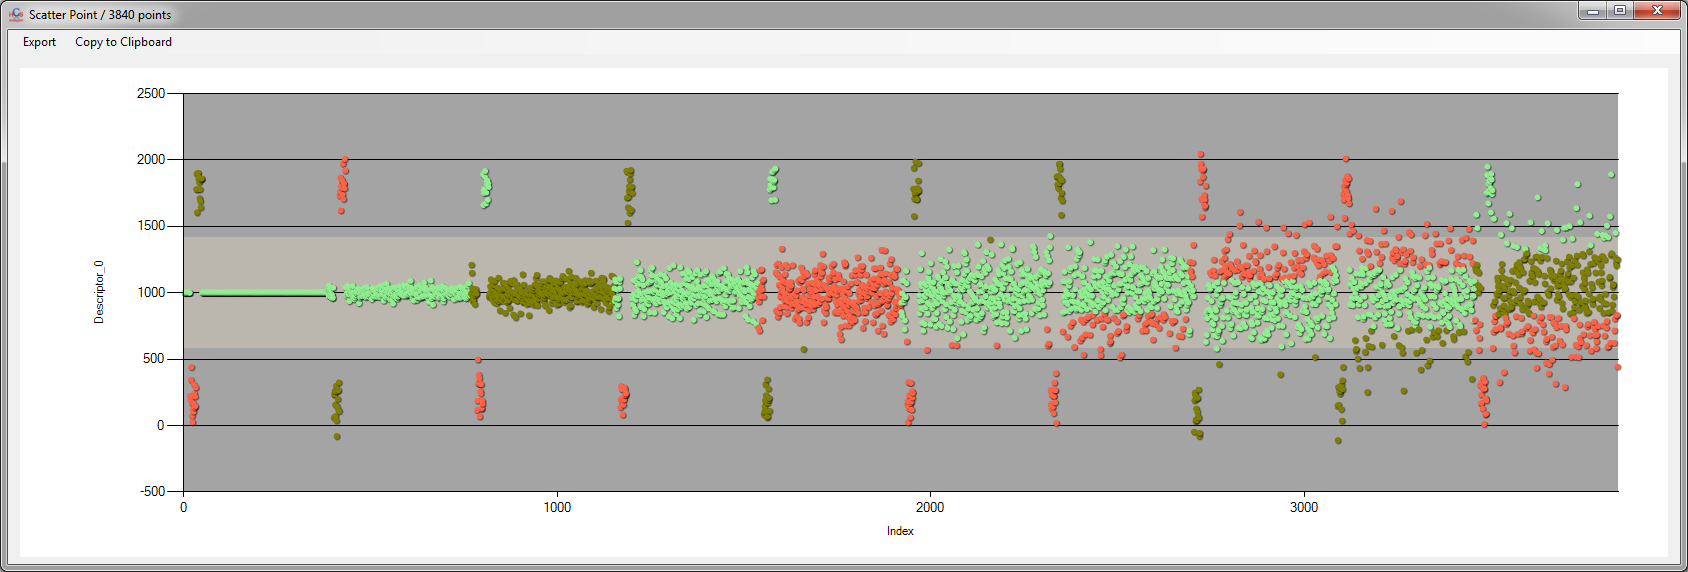 Scatter Point / 3840 points
Export Copy to Clipboard
2500
2000
1500
1000
500
0
-500
Descriptor_0
0 1000 2000 3000
Index